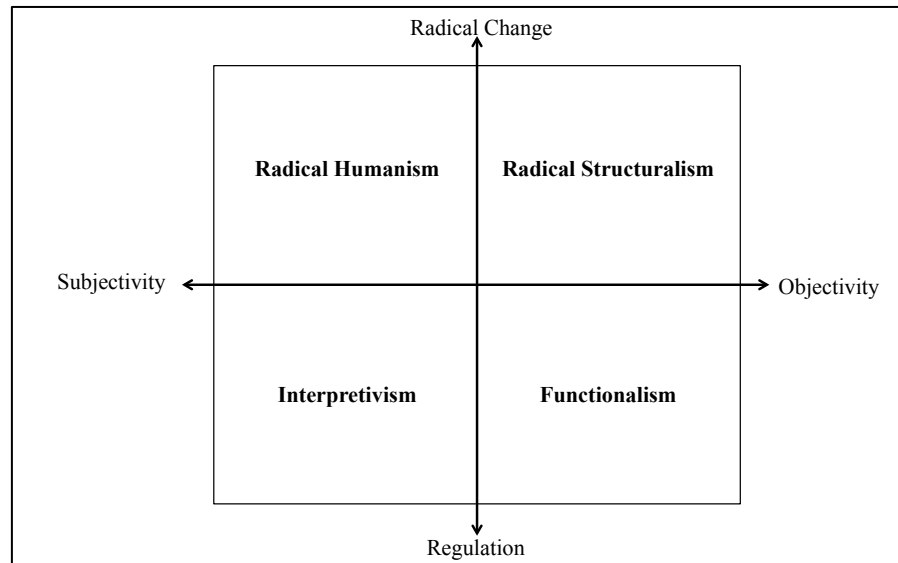 Radical Change
Radical Humanism
Radical Structuralism
Subjectivity
Objectivity
Interpretivism
Functionalism
Regulation